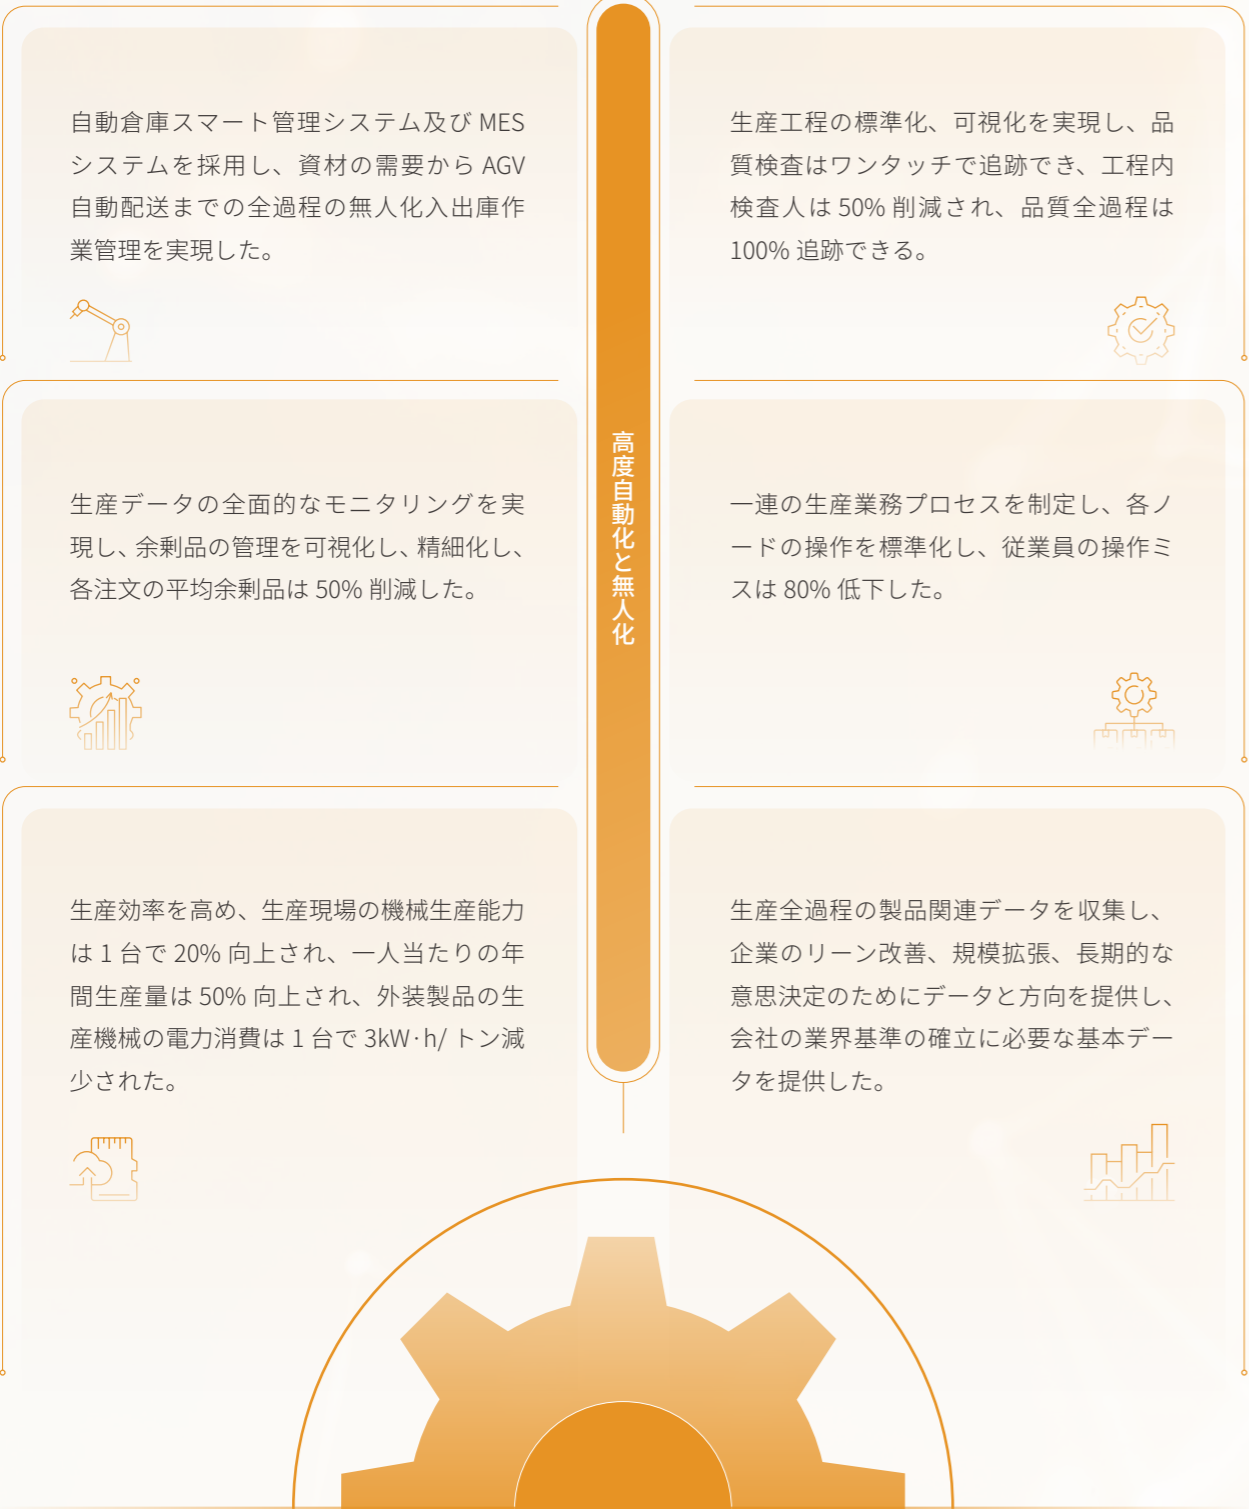 自動倉庫スマート管理システム及び MES
システムを採用し、資材の需要から AGV
自動配送までの全過程の無人化入出庫作
業管理を実現した。
生産工程の標準化、可視化を実現し、品
質検査はワンタッチで追跡でき、工程内
検査人は 50% 削減され、品質全過程は
100% 追跡できる。
高度自動化と無人化
生産データの全面的なモニタリングを実
現し、余剰品の管理を可視化し、精細化し、
各注文の平均余剰品は 50% 削減した。
一連の生産業務プロセスを制定し、各ノ
ードの操作を標準化し、従業員の操作ミ
スは 80% 低下した。
生産効率を高め、生産現場の機械生産能力
は 1 台で 20% 向上され、一人当たりの年
間生産量は 50% 向上され、外装製品の生
産機械の電力消費は 1 台で 3kW·h/ トン減
少された。
生産全過程の製品関連データを収集し、
企業のリーン改善、規模拡張、長期的な
意思決定のためにデータと方向を提供し、
会社の業界基準の確立に必要な基本デー
タを提供した。